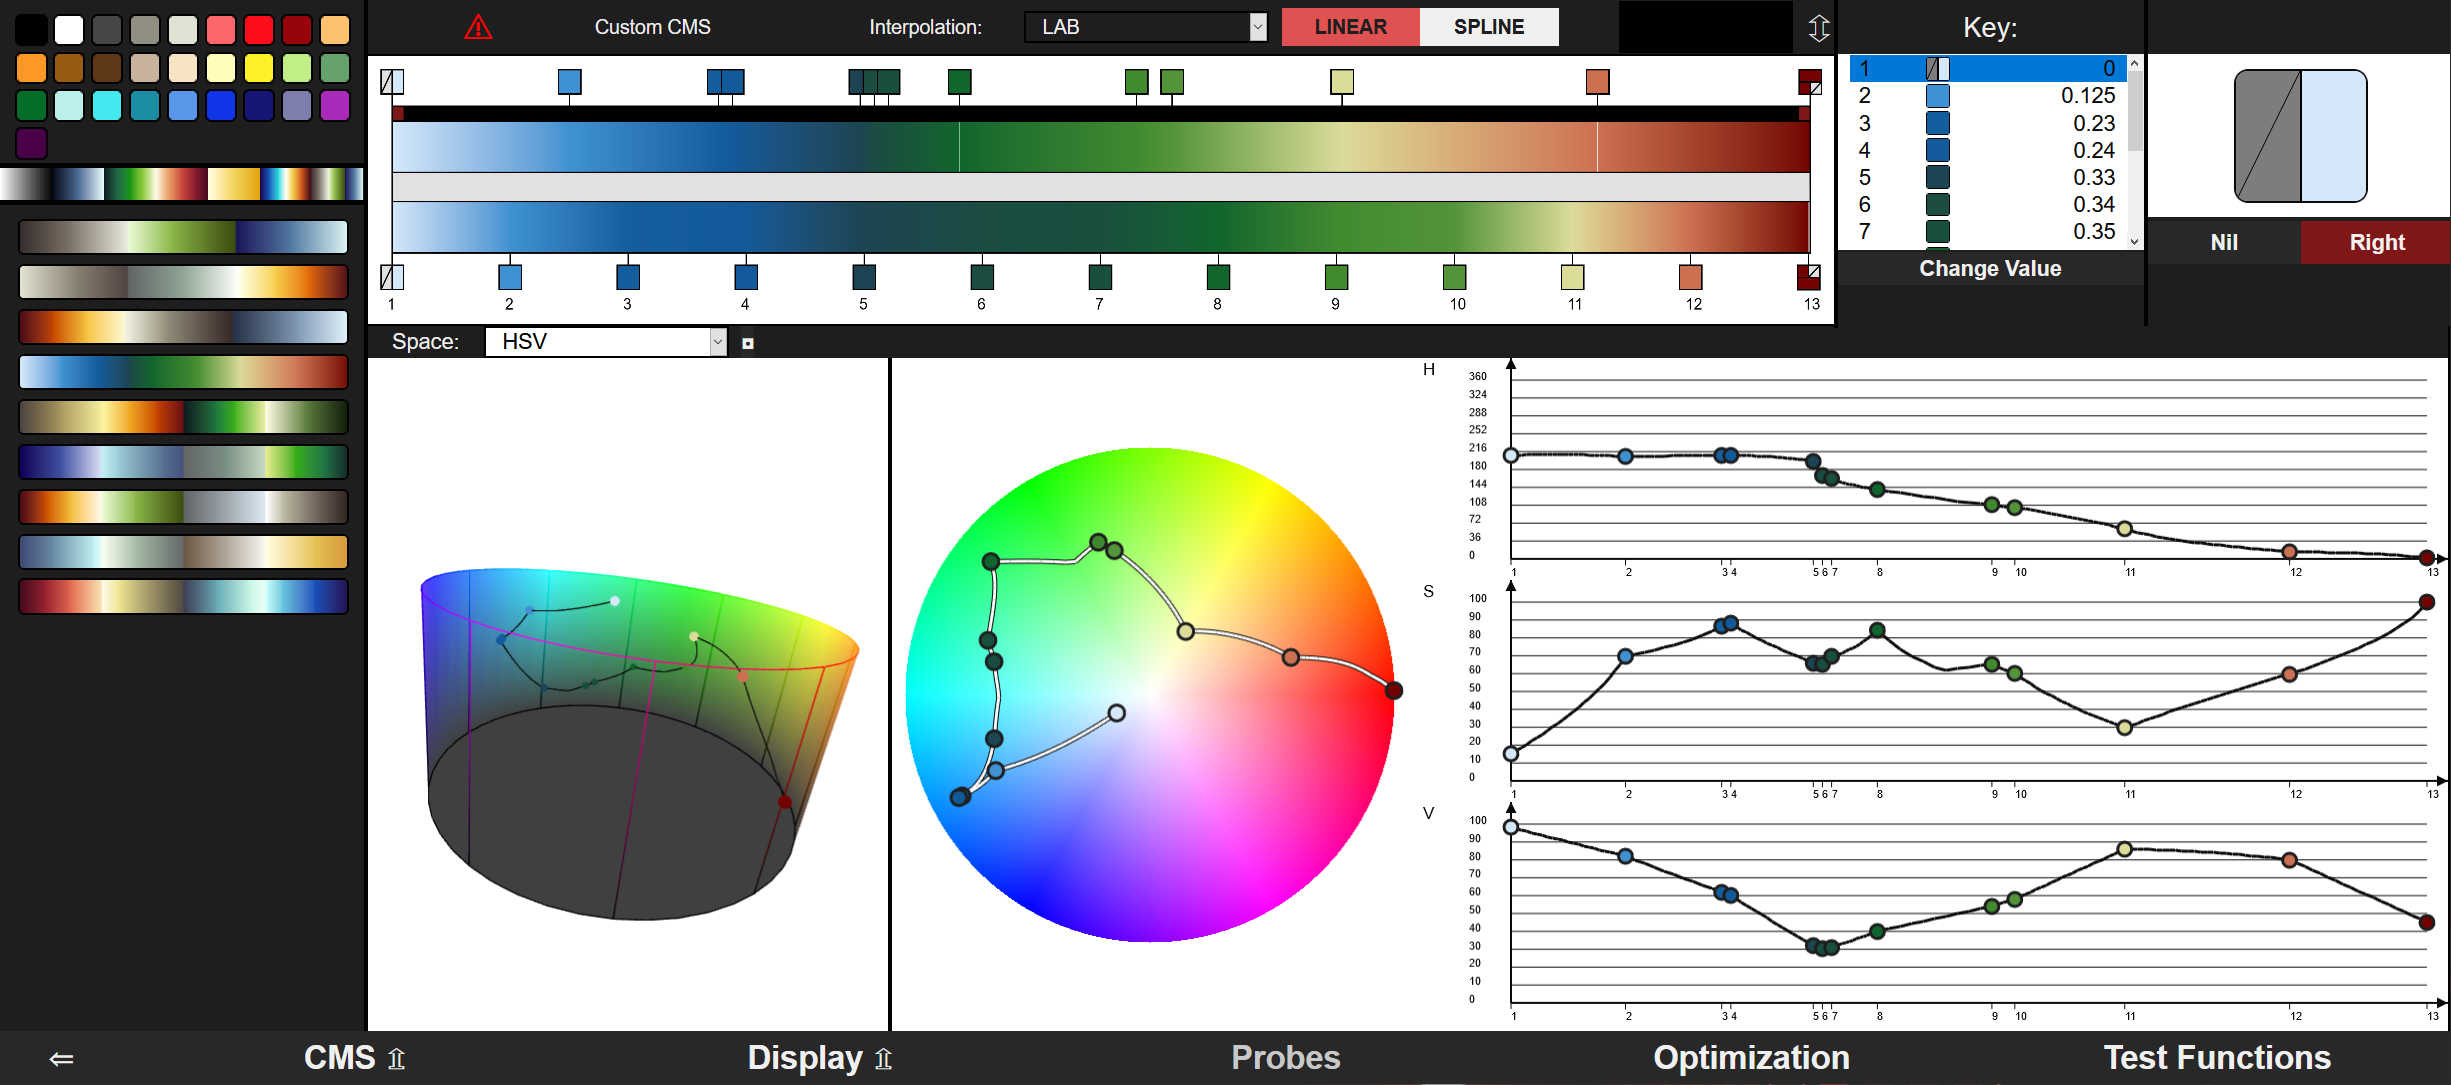 Custom CMS
Interpolation: LAB LINEAR SPLINE
Key:
1 0
2 0.125
3 0.23
4 0.24
5 0.33
6 0.34
7 0.35
Change Value
Nil Right
1 2 3 4 5 6 7 8 9 10 11 12 13
Space: HSV
H
360
324
288
252
216
180
144
108
72
36
0
1 2 3 4 5 6 7 8 9 10 11 12 13
S
100
90
80
70
60
50
40
30
20
10
0
1 2 3 4 5 6 7 8 9 10 11 12 13
V
100
90
80
70
60
50
40
30
20
10
0
1 2 3 4 5 6 7 8 9 10 11 12 13
⇐ CMS ⇫ Display ⇫ Probes Optimization Test Functions